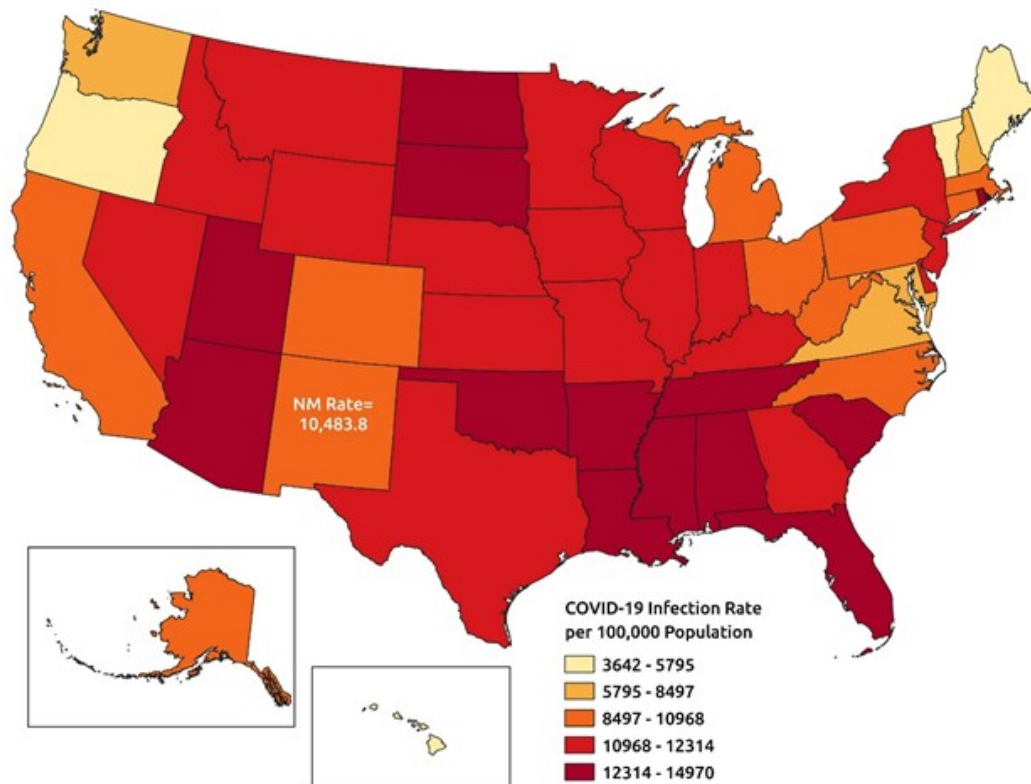 NM Rate=
10,483.8
COVID-19 Infection Rate
per 100,000 Population
3642 - 5795
5795 - 8497
8497 - 10968
10968 - 12314
12314 - 14970